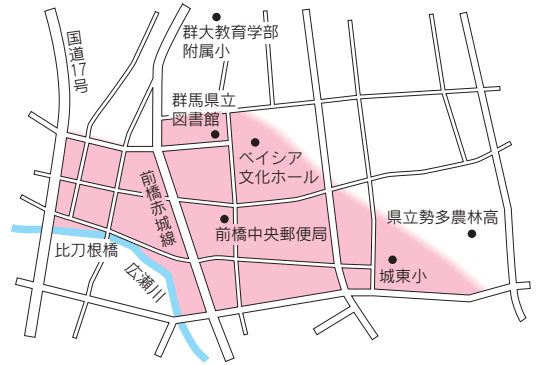 群大教育学部
附属小
国道17号
群馬県立
図書館
ベイシア
文化ホール
前橋赤城線
県立勢多農林高
前橋中央郵便局
比刀根橋
広瀬川
城東小